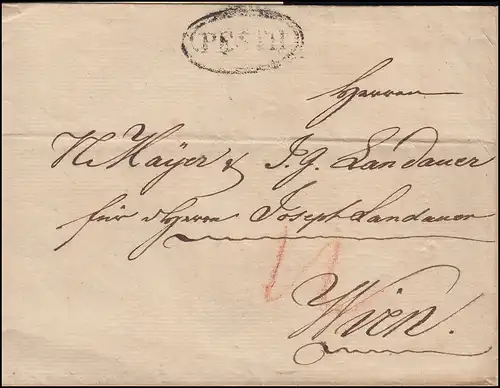 PESTH
Herren
N. Mayer & J. G. Landauer
für Herrn Joseph Landauer
Wien.